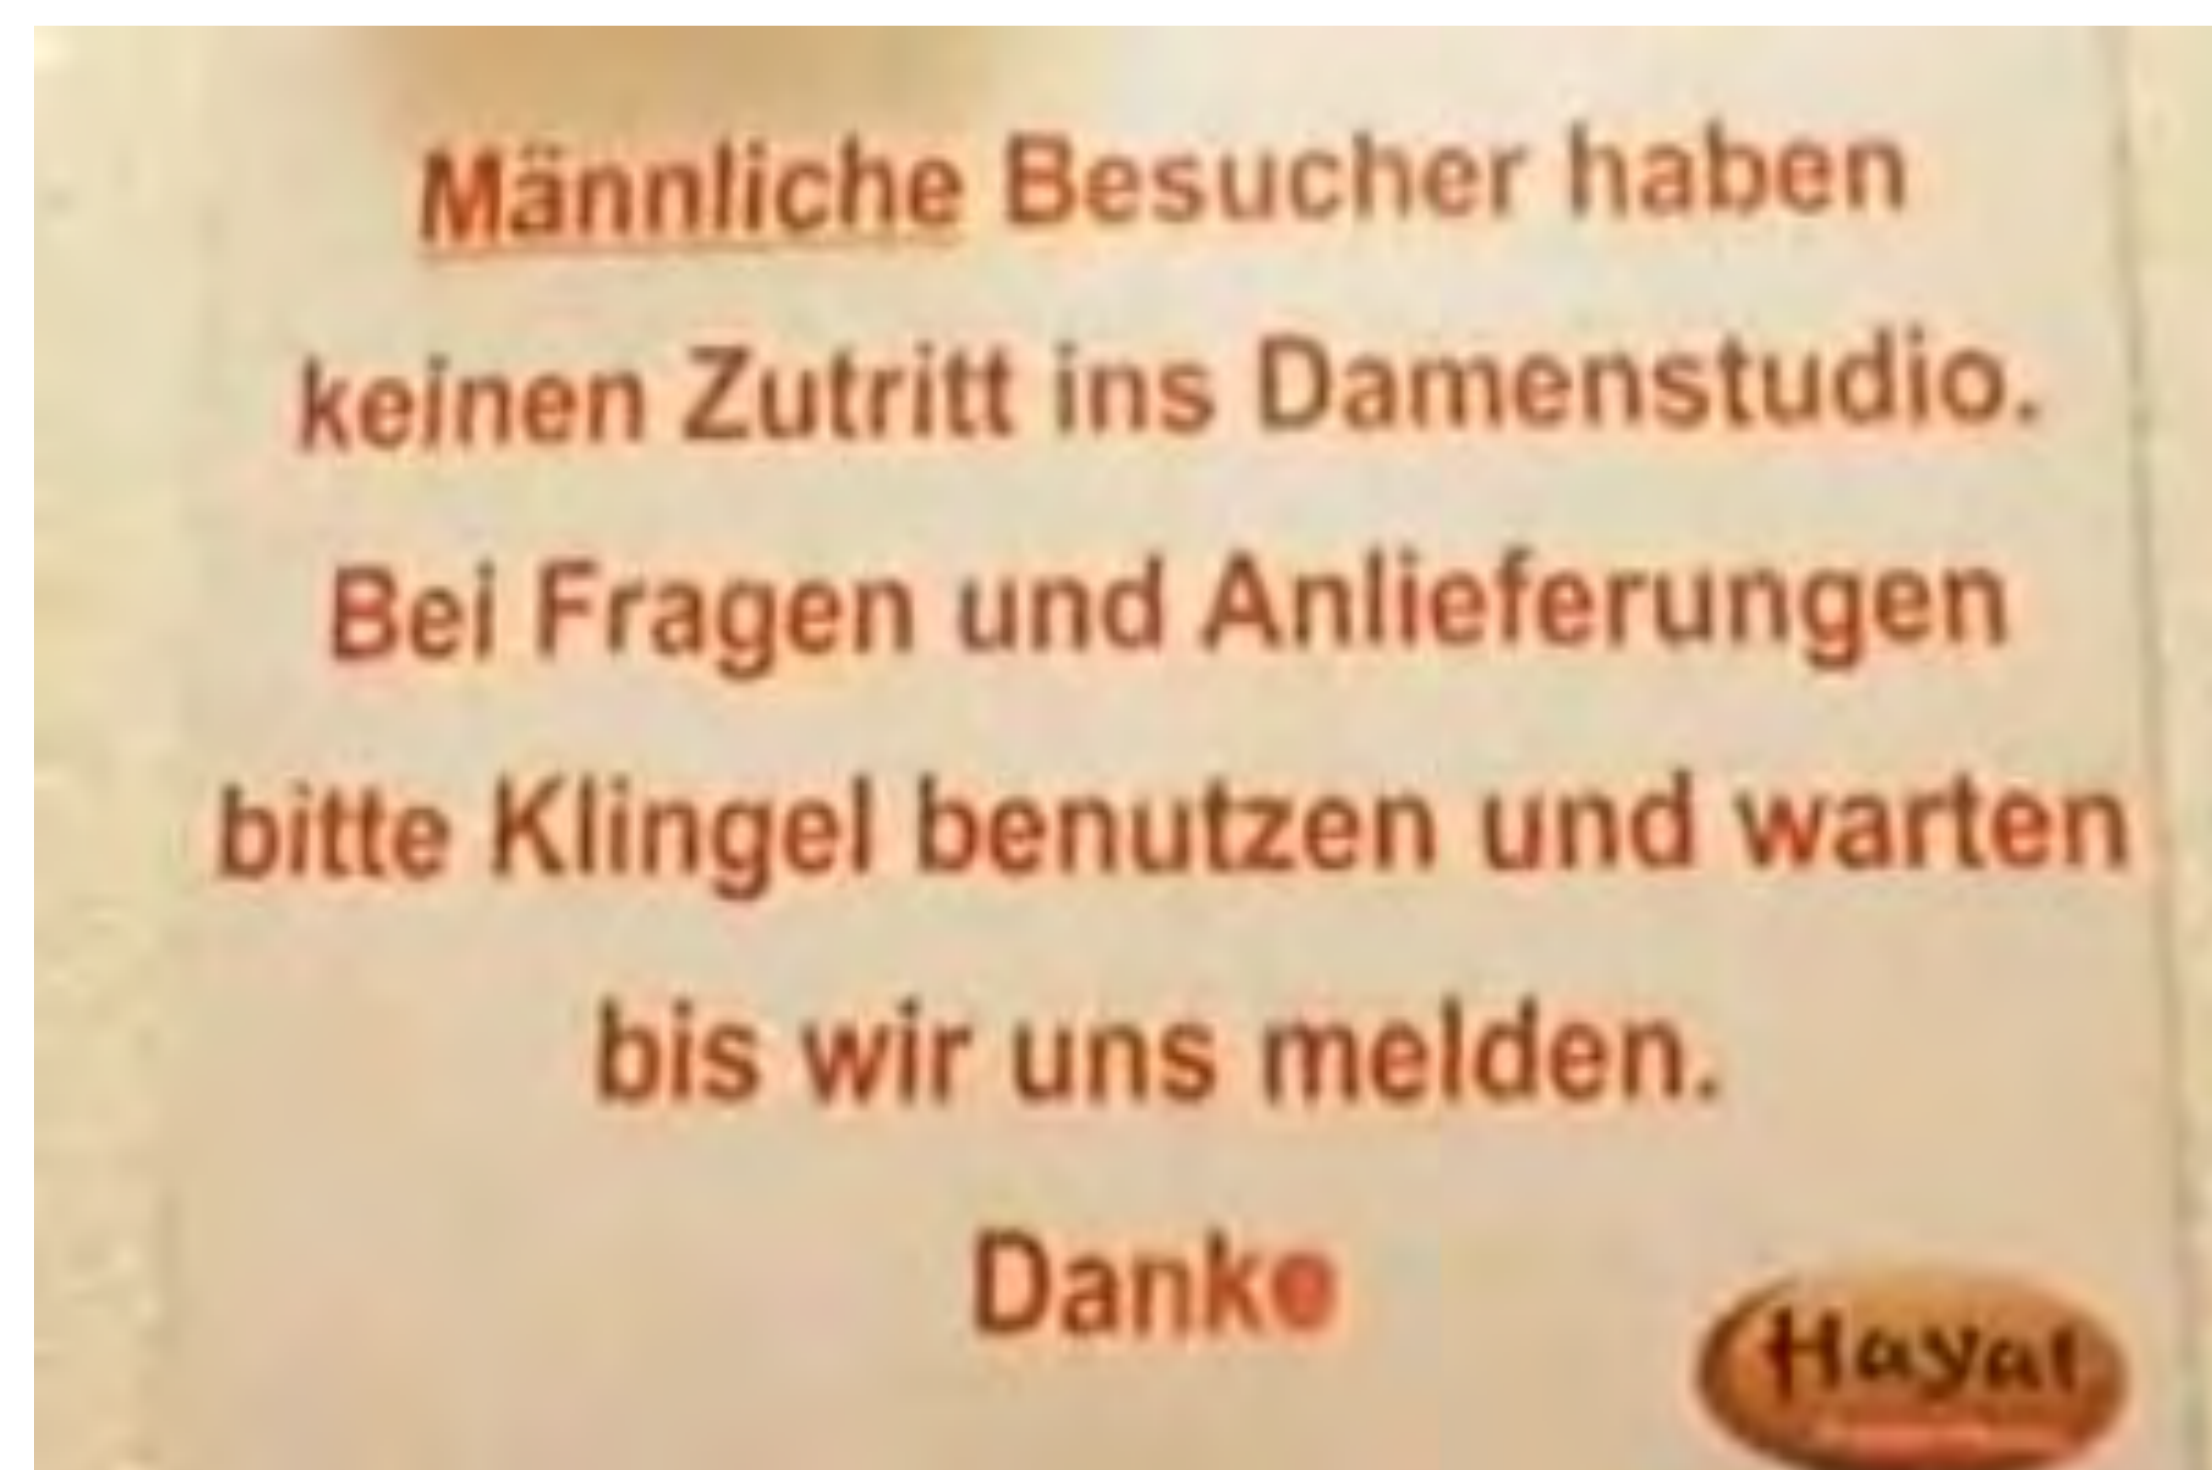 Männliche Besucher haben
keinen Zutritt ins Damenstudio.
Bei Fragen und Anlieferungen
bitte Klingel benutzen und warten
bis wir uns melden.
Danke
Hayal